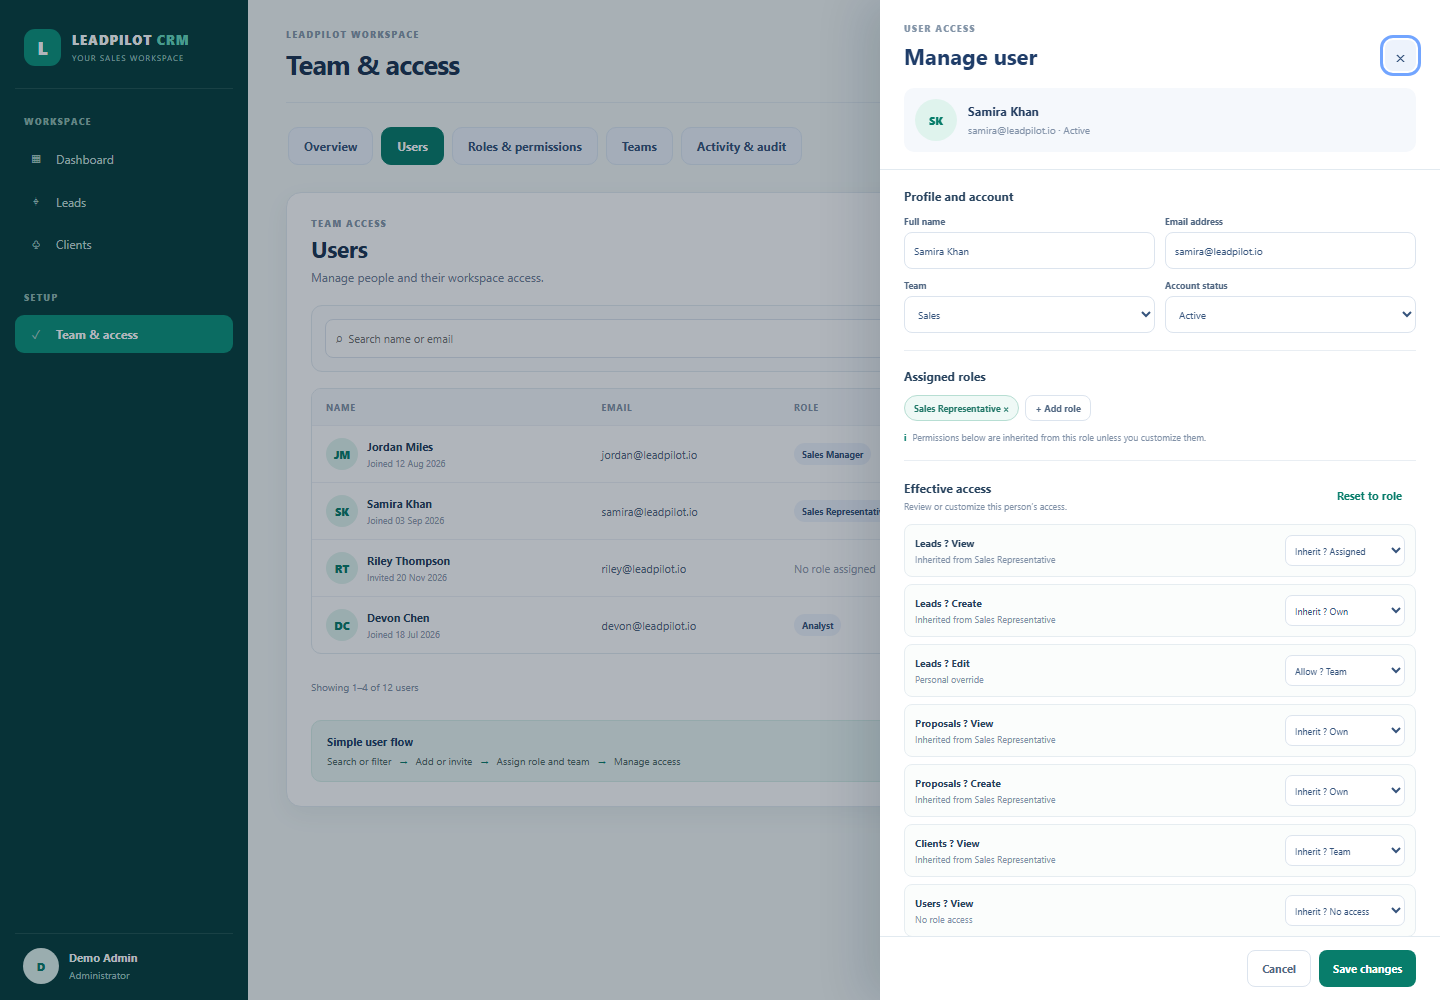 L
LEADPILOT CRM
YOUR SALES WORKSPACE
WORKSPACE
Dashboard
Leads
Clients
SETUP
✓ Team & access
D
Demo Admin
Administrator
LEADPILOT WORKSPACE
Team & access
Overview
Users
Roles & permissions
Teams
Activity & audit
TEAM ACCESS
Users
Manage people and their workspace access.
Search name or email
NAME EMAIL ROLE
JM Jordan Miles jordan@leadpilot.io Sales Manager
Joined 12 Aug 2026
SK Samira Khan samira@leadpilot.io Sales Representati
Joined 03 Sep 2026
RT Riley Thompson riley@leadpilot.io No role assigned
Invited 20 Nov 2026
DC Devon Chen devon@leadpilot.io Analyst
Joined 18 Jul 2026
Showing 1–4 of 12 users
Simple user flow
Search or filter → Add or invite → Assign role and team → Manage access
USER ACCESS
Manage user
×
SK
Samira Khan
samira@leadpilot.io · Active
Profile and account
Full name Email address
Samira Khan samira@leadpilot.io
Team Account status
Sales Active
Assigned roles
Sales Representative × + Add role
i Permissions below are inherited from this role unless you customize them.
Effective access
Reset to role
Review or customize this person's access.
Leads ? View
Inherited from Sales Representative
Inherit ? Assigned
Leads ? Create
Inherited from Sales Representative
Inherit ? Own
Leads ? Edit
Personal override
Allow ? Team
Proposals ? View
Inherited from Sales Representative
Inherit ? Own
Proposals ? Create
Inherited from Sales Representative
Inherit ? Own
Clients ? View
Inherited from Sales Representative
Inherit ? Team
Users ? View
No role access
Inherit ? No access
Cancel
Save changes